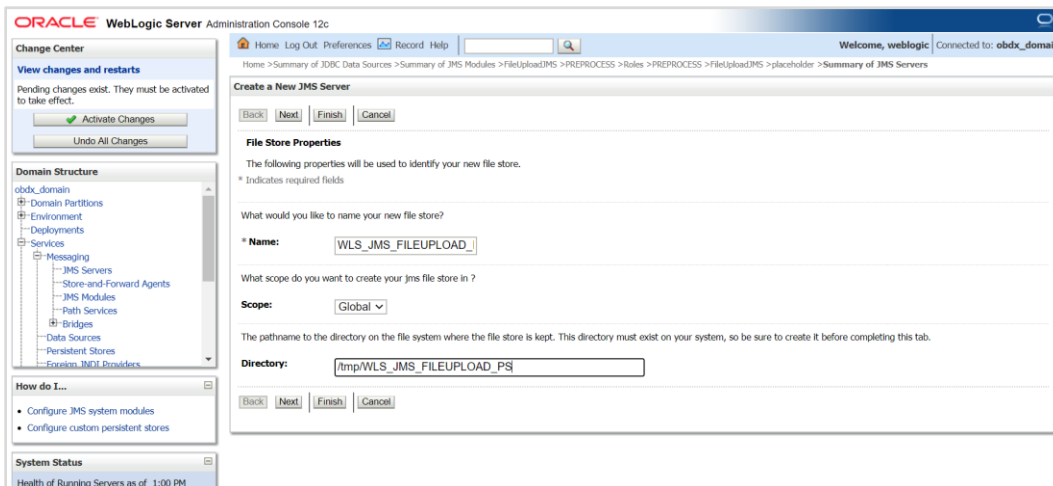 ORACLE WebLogic Server Administration Console 12c
Change Center
View changes and restarts
Pending changes exist. They must be activated
to take effect.
Activate Changes
Undo All Changes
Domain Structure
obdx_domain
Domain Partitions
Environment
Deployments
Services
Messaging
JMS Servers
Store-and-Forward Agents
JMS Modules
Path Services
Bridges
Data Sources
Persistent Stores
Foreign JNDI Providers
How do I...
Configure JMS system modules
Configure custom persistent stores
System Status
Health of Running Servers as of 1:00 PM
Home Log Out Preferences Record Help
Welcome, weblogic Connected to: obdx_domai
Home >Summary of JDBC Data Sources >Summary of JMS Modules >FileUploadJMS >PREPROCESS >Roles >PREPROCESS >FileUploadJMS >placeholder >Summary of JMS Servers
Create a New JMS Server
Back Next Finish Cancel
File Store Properties
The following properties will be used to identify your new file store.
* Indicates required fields
What would you like to name your new file store?
* Name: WLS_JMS_FILEUPLOAD_
What scope do you want to create your jms file store in ?
Scope: Global
The pathname to the directory on the file system where the file store is kept. This directory must exist on your system, so be sure to create it before completing this tab.
Directory: /tmp/WLS_JMS_FILEUPLOAD_PS
Back Next Finish Cancel